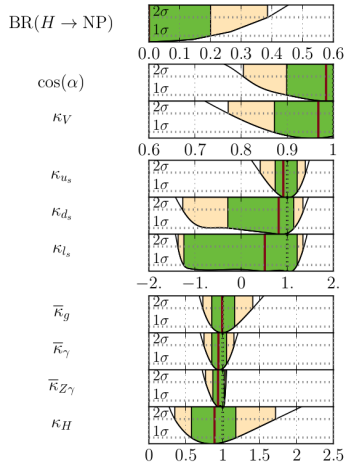 BR(H → NP) 2σ 1σ
0.0 0.1 0.2 0.3 0.4 0.5 0.6
cos(α) 2σ 1σ
κ_V 2σ 1σ
0.6 0.7 0.8 0.9 1
κ_{u_s} 2σ 1σ
κ_{d_s} 2σ 1σ
κ_{l_s} 2σ 1σ
-2. -1. 0. 1. 2.
κ̅_g 2σ 1σ
κ̅_γ 2σ 1σ
κ̅_{Zγ} 2σ 1σ
κ_H 2σ 1σ
0 0.5 1 1.5 2 2.5